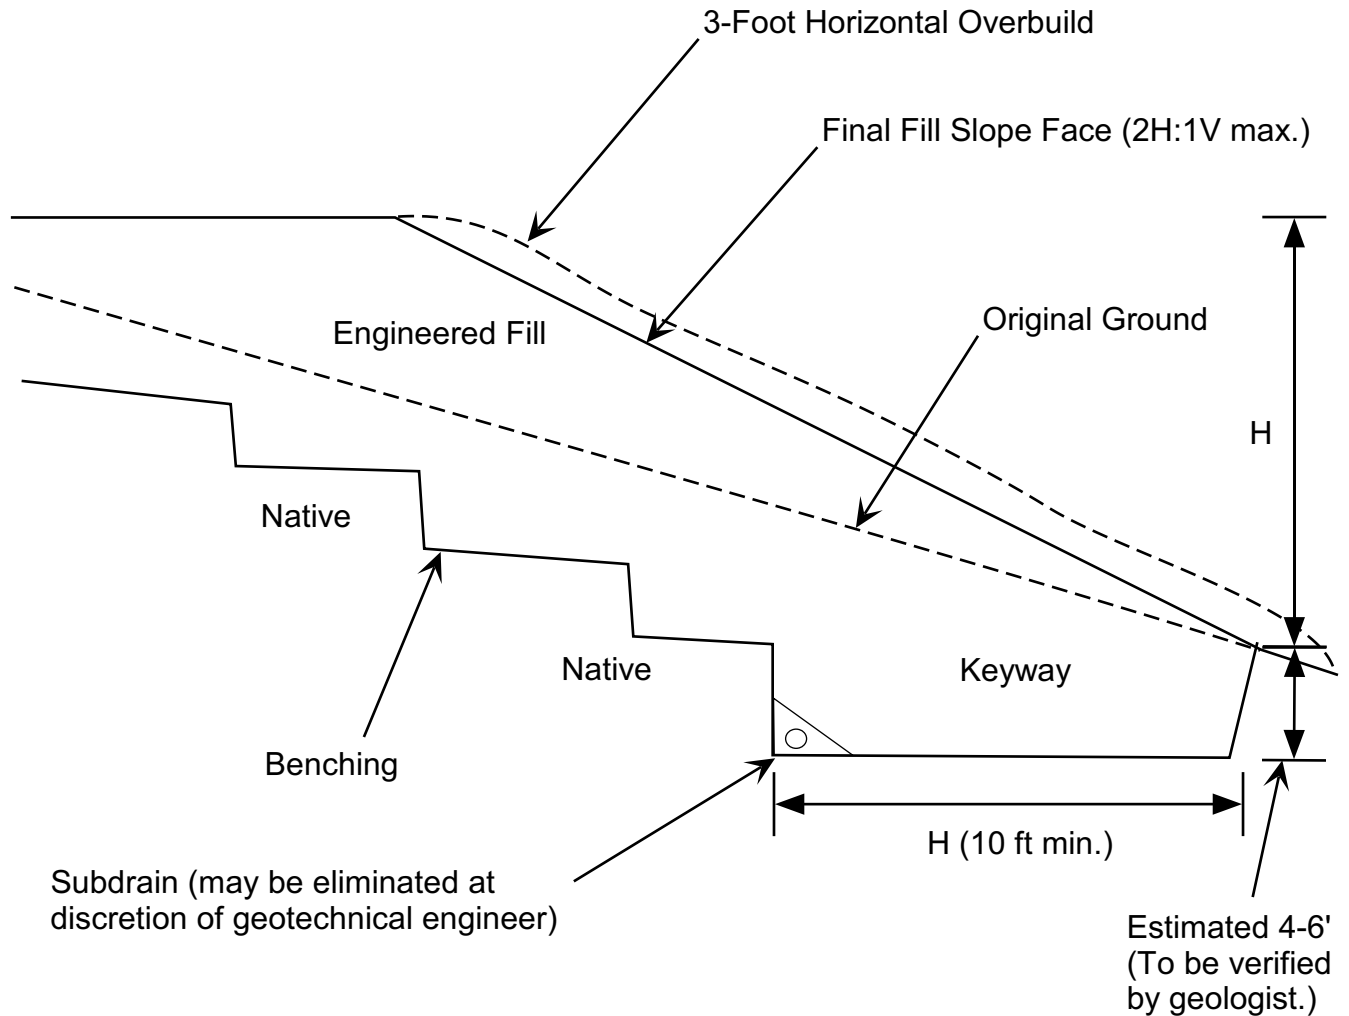 3-Foot Horizontal Overbuild
Final Fill Slope Face (2H:1V max.)
Original Ground
Engineered Fill
H
Native
Native
Keyway
Benching
H (10 ft min.)
Subdrain (may be eliminated at
discretion of geotechnical engineer)
Estimated 4-6'
(To be verified
by geologist.)